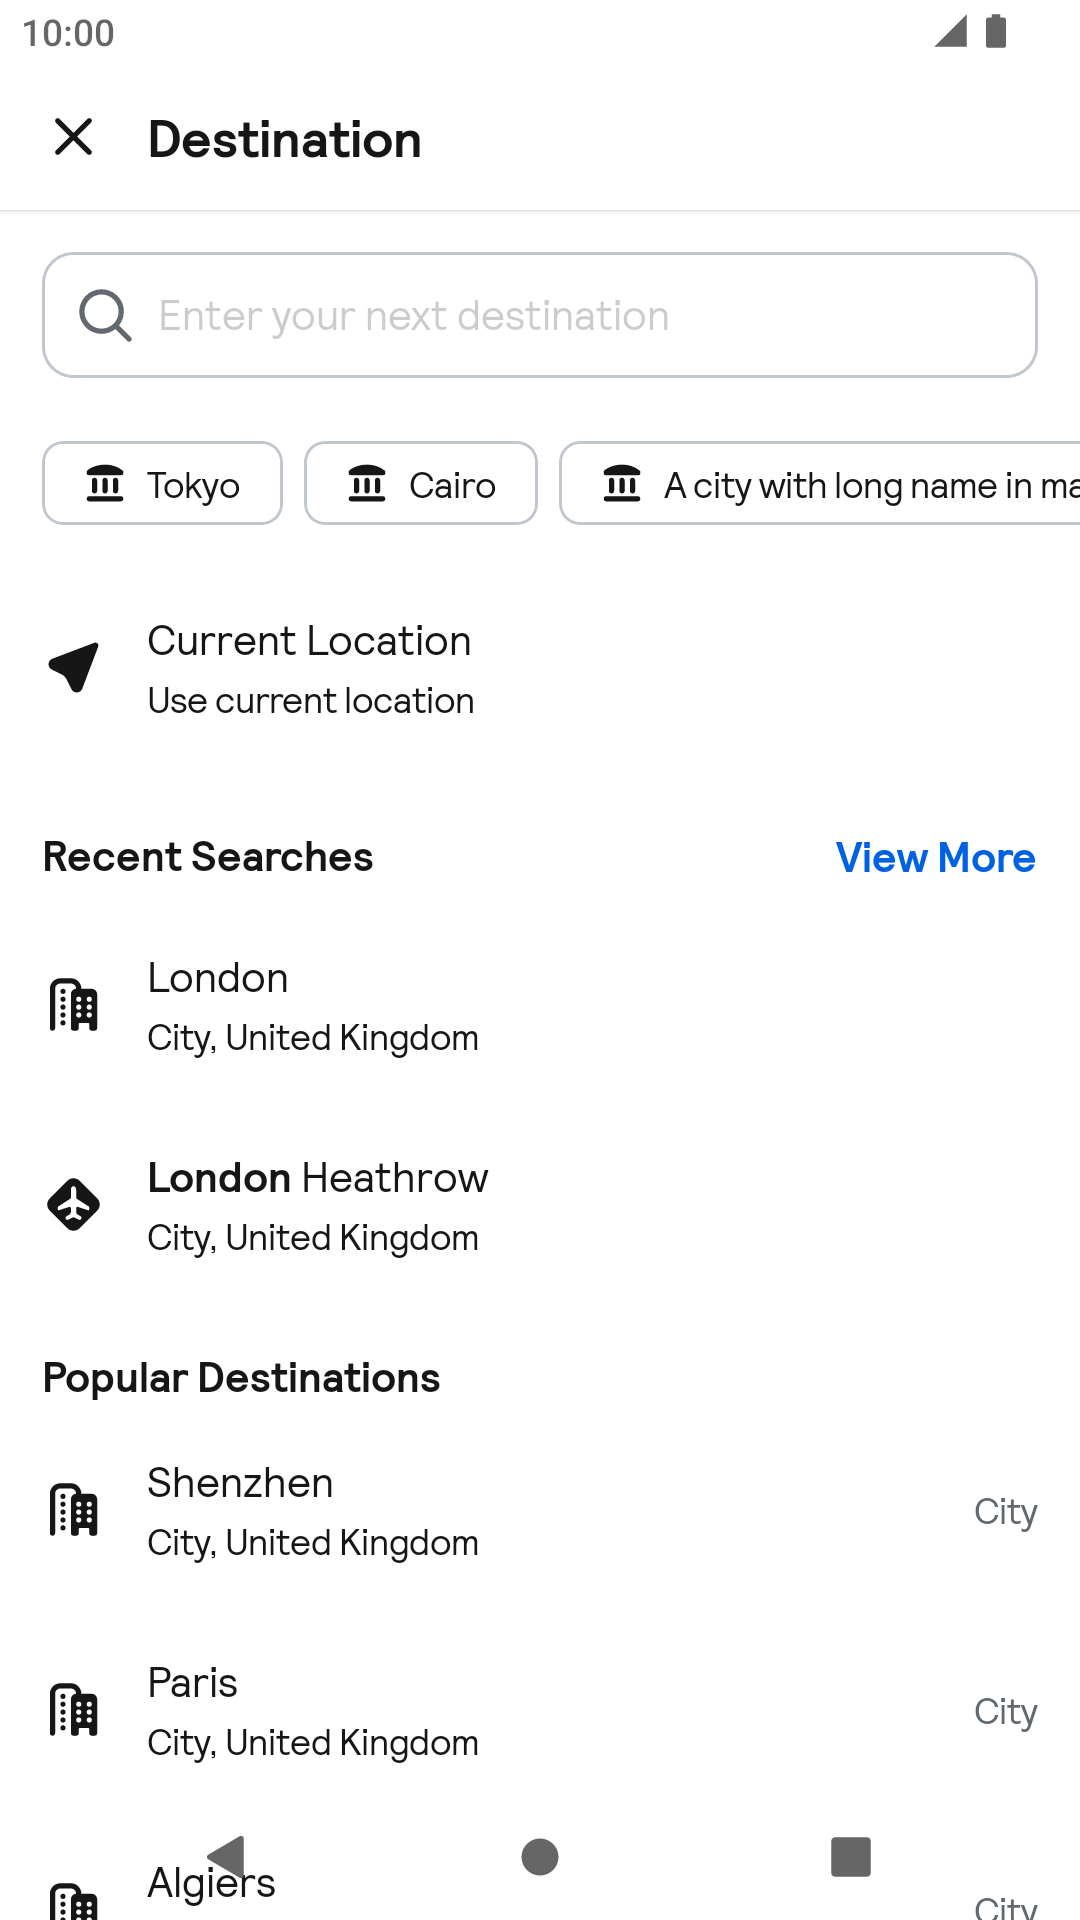 10:00
Destination
Enter your next destination
Tokyo Cairo A city with long name in ma
Current Location
Use current location
Recent Searches View More
London
City, United Kingdom
London Heathrow
City, United Kingdom
Popular Destinations
Shenzhen
City, United Kingdom
City
Paris
City, United Kingdom
City
Algiers
City